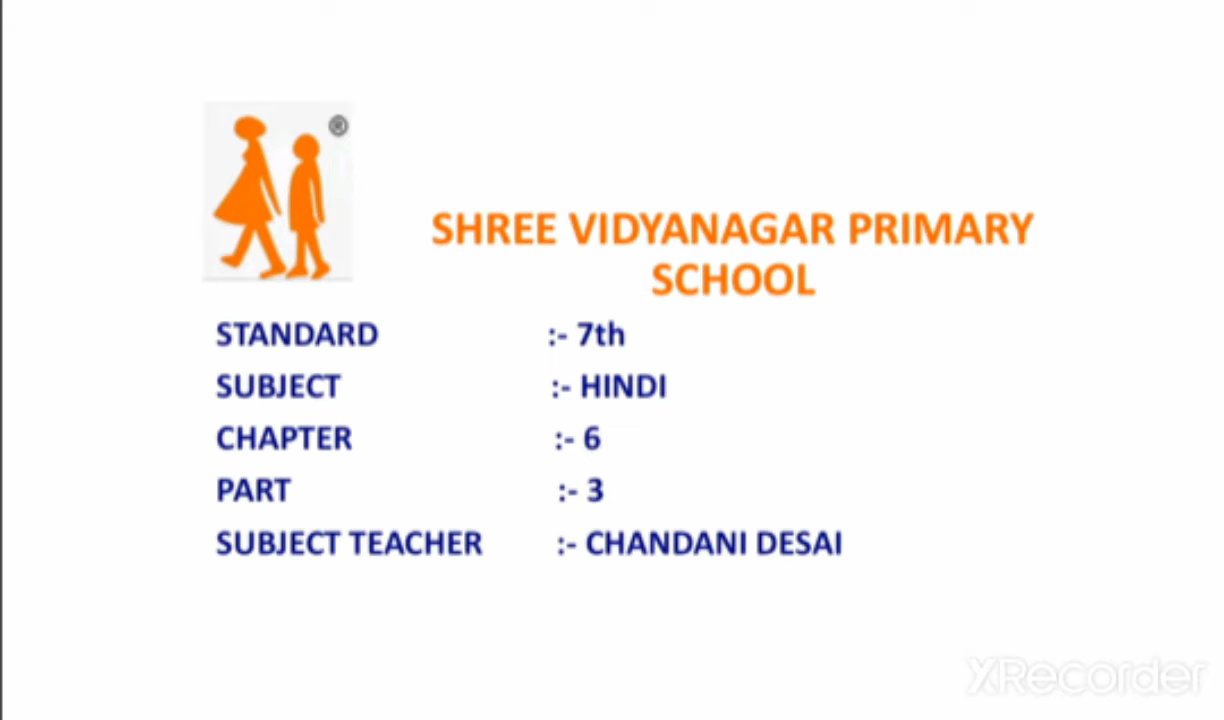 ®
SHREE VIDYANAGAR PRIMARY
SCHOOL
STANDARD :- 7th
SUBJECT :- HINDI
CHAPTER :- 6
PART :- 3
SUBJECT TEACHER :- CHANDANI DESAI
XRecorder